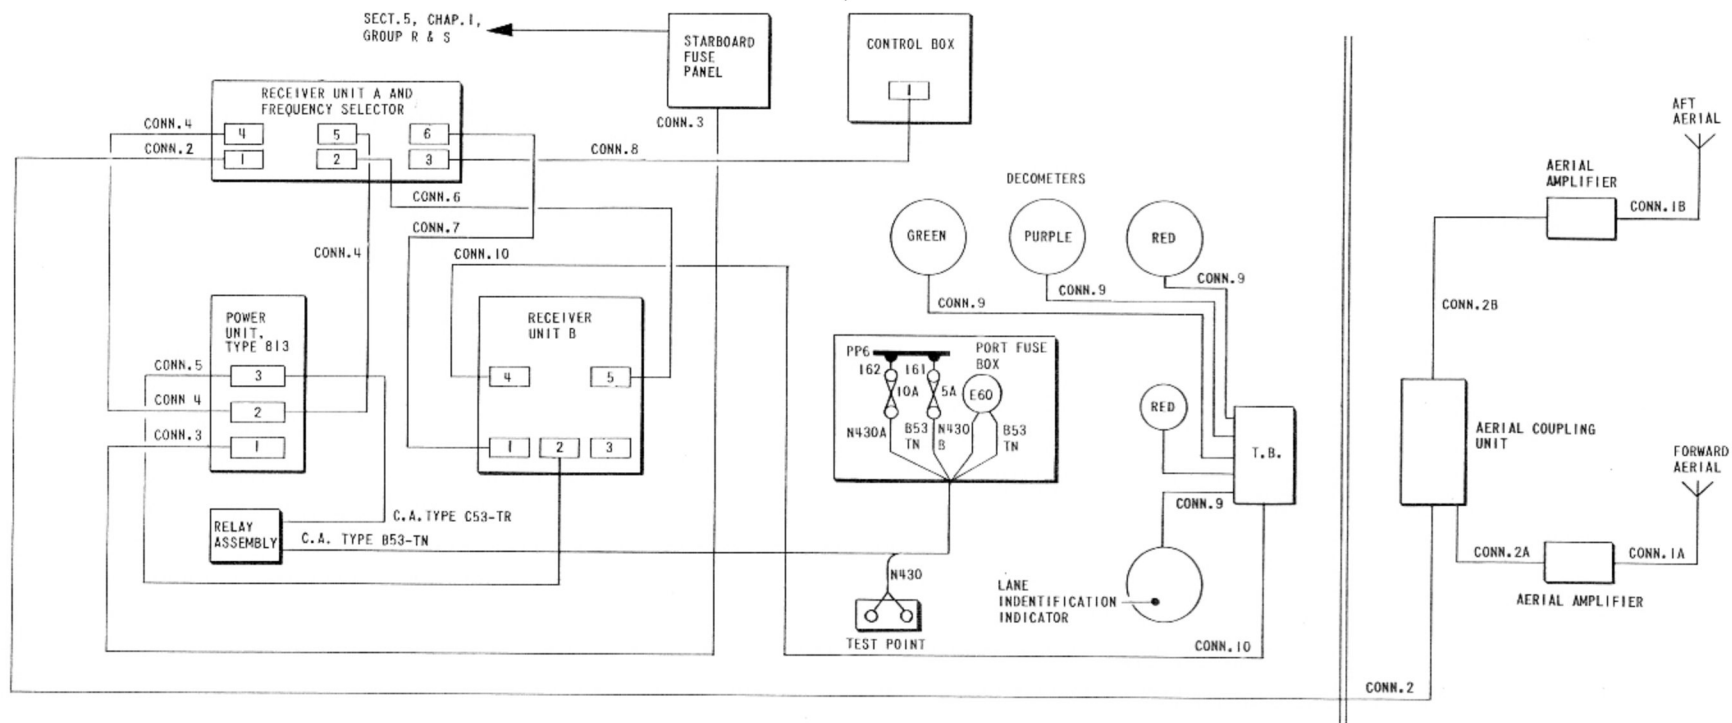 SECT.5, CHAP.1,
GROUP R & S
STARBOARD
FUSE
PANEL
CONTROL BOX
1
RECEIVER UNIT A AND
FREQUENCY SELECTOR
4
5
6
1
2
3
CONN.4
CONN.2
CONN.3
CONN.8
CONN.6
CONN.7
CONN.4
CONN.10
AFT
AERIAL
AERIAL
AMPLIFIER
CONN.1B
CONN.2B
DECOMETERS
GREEN
PURPLE
RED
CONN.9
CONN.9
CONN.9
POWER
UNIT,
TYPE 813
3
2
1
CONN.5
CONN 4
CONN.3
RECEIVER
UNIT B
4
5
1
2
3
PP6
162
161
PORT FUSE
BOX
10A
5A
E60
N430A
B53
TN
N430
B
B53
TN
RED
T.B.
CONN.9
AERIAL COUPLING
UNIT
FORWARD
AERIAL
CONN.2A
CONN.1A
AERIAL AMPLIFIER
RELAY
ASSEMBLY
C.A.TYPE C53-TR
C.A. TYPE B53-TN
N430
TEST POINT
LANE
INDENTIFICATION
INDICATOR
CONN.10
CONN.2